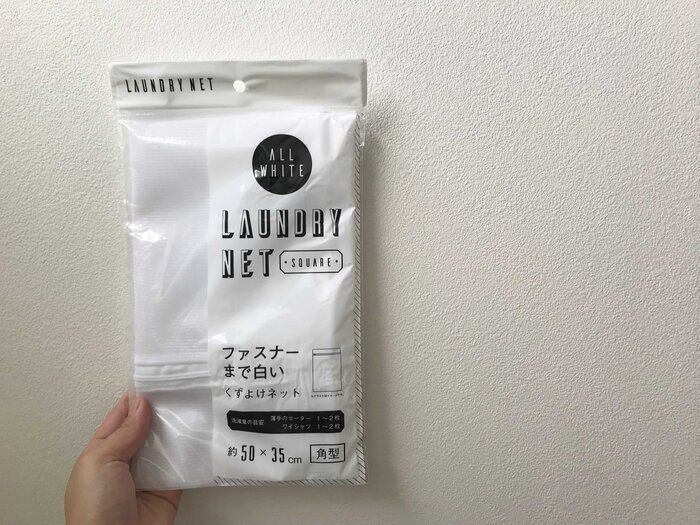 LAUNDRY NET
ALL
WHITE
LAUNDRY
NET
・SQUARE・
ファスナー
まで白い
くずよけネット
洗濯量の目安
薄手のセーター 1〜2枚
ワイシャツ 1〜2枚
約50×35cm
角型